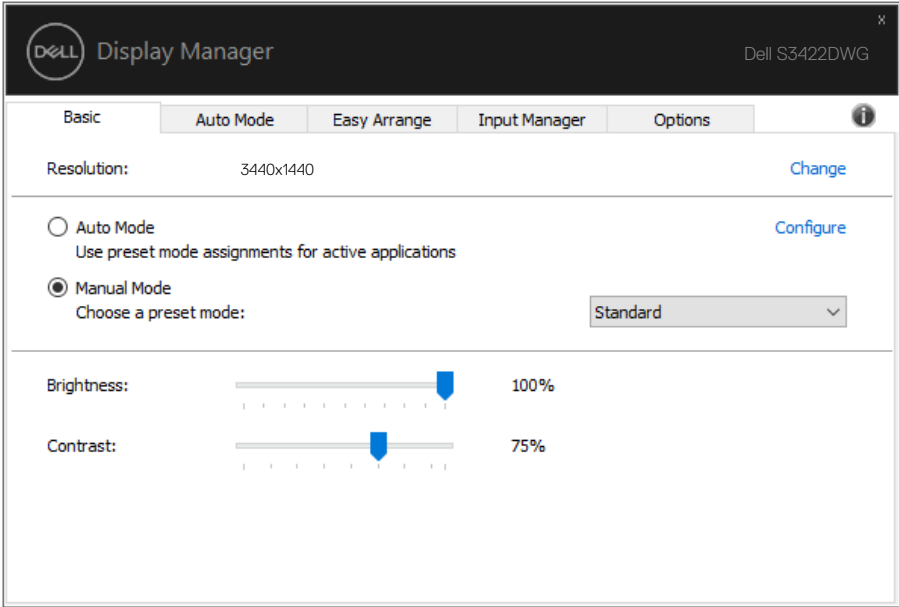 DELL Display Manager
x
Dell S3422DWG
Basic Auto Mode Easy Arrange Input Manager Options i
Resolution: 3440x1440 Change
Auto Mode Configure
Use preset mode assignments for active applications
Manual Mode
Choose a preset mode: Standard
Brightness: 100%
Contrast: 75%